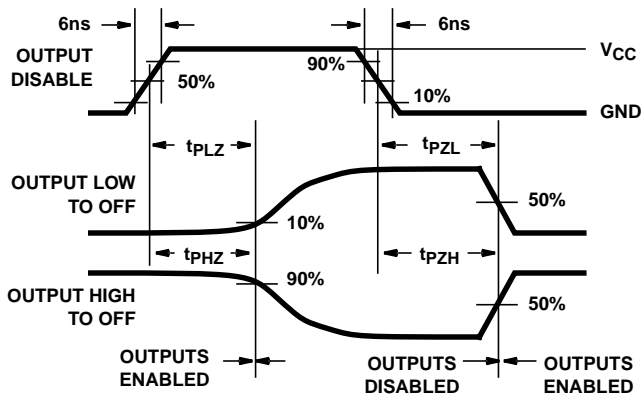 6ns
6ns
OUTPUT
DISABLE
50%
90%
10%
VCC
GND
tPLZ
tPZL
OUTPUT LOW
TO OFF
10%
50%
tPHZ
tPZH
OUTPUT HIGH
TO OFF
90%
50%
OUTPUTS
ENABLED
OUTPUTS
DISABLED
OUTPUTS
ENABLED